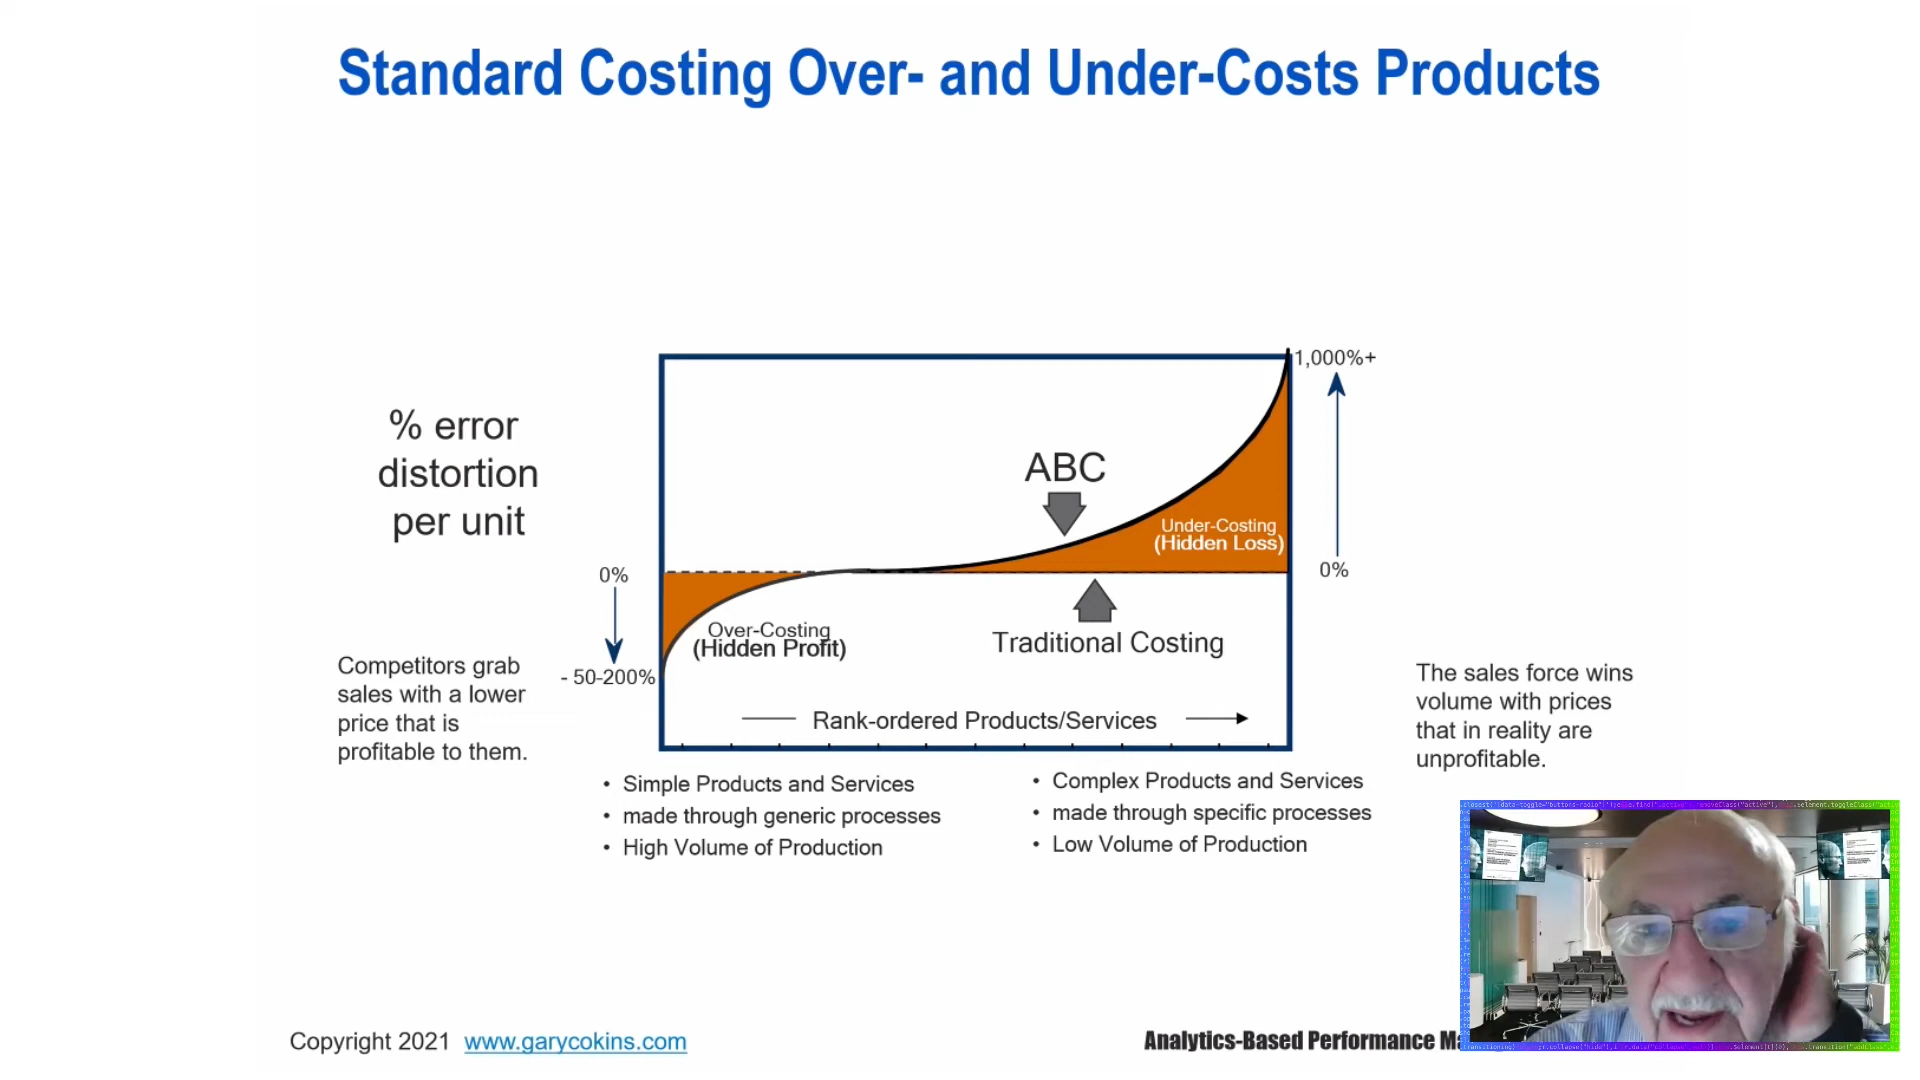 Standard Costing Over- and Under-Costs Products
1,000%+
% error
distortion
per unit
ABC
Under-Costing
(Hidden Loss)
0%
0%
Over-Costing
(Hidden Profit)
Traditional Costing
- 50-200%
Competitors grab
sales with a lower
price that is
profitable to them.
The sales force wins
volume with prices
that in reality are
unprofitable.
Rank-ordered Products/Services
• Simple Products and Services
• made through generic processes
• High Volume of Production
• Complex Products and Services
• made through specific processes
• Low Volume of Production
Copyright 2021 www.garycokins.com
Analytics-Based Performance